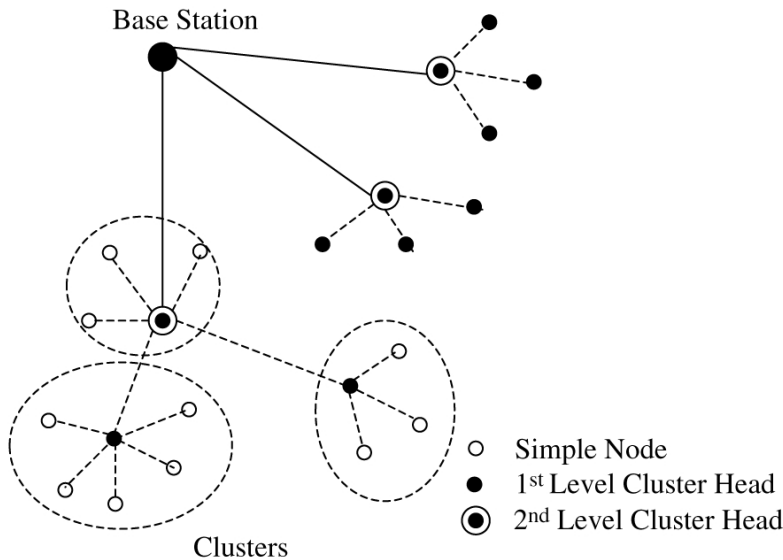 Base Station
Simple Node
1st Level Cluster Head
2nd Level Cluster Head
Clusters